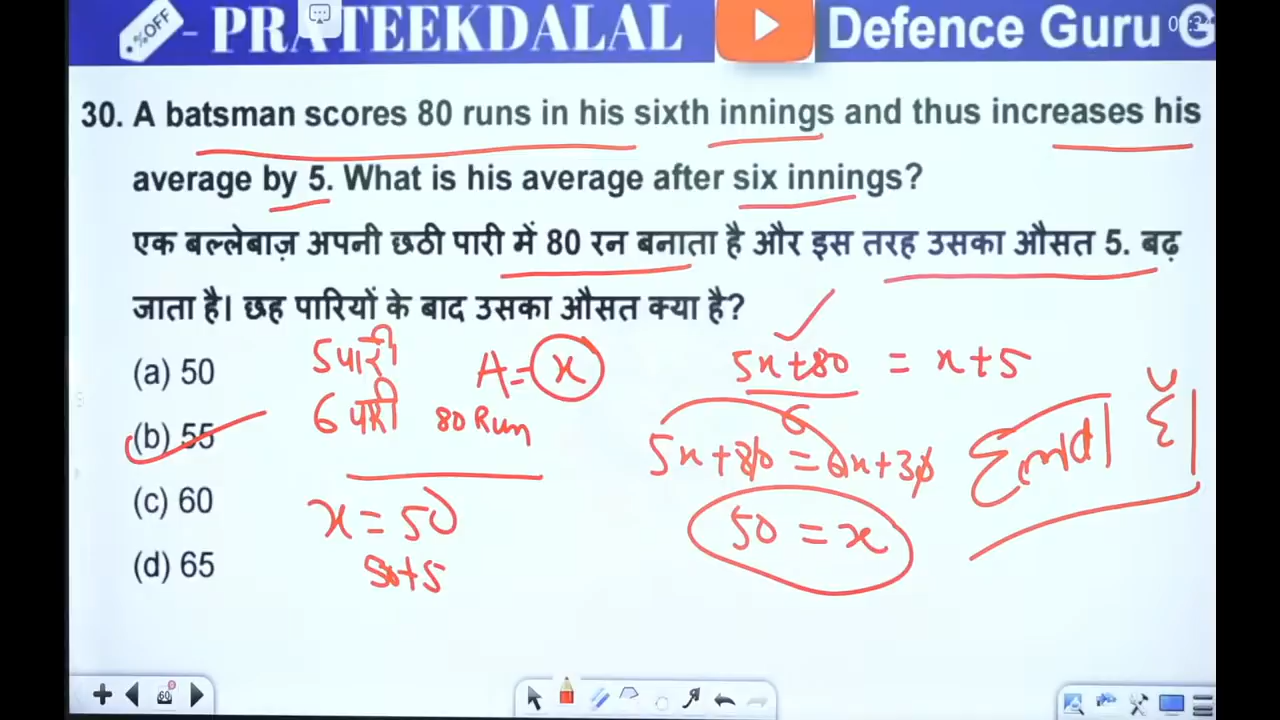 %OFF - PRATEEKDALAL Defence Guru G
30. A batsman scores 80 runs in his sixth innings and thus increases his
average by 5. What is his average after six innings?
एक बल्लेबाज़ अपनी छठी पारी में 80 रन बनाता है और इस तरह उसका औसत 5. बढ़
जाता है। छह पारियों के बाद उसका औसत क्या है?
(a) 50
(b) 55
(c) 60
(d) 65
5 पारी A = x
6 पारी 80 Run
x = 50
50+5
5x+80 = x+5
6
5x+80 = 6x+30
50 = x
60